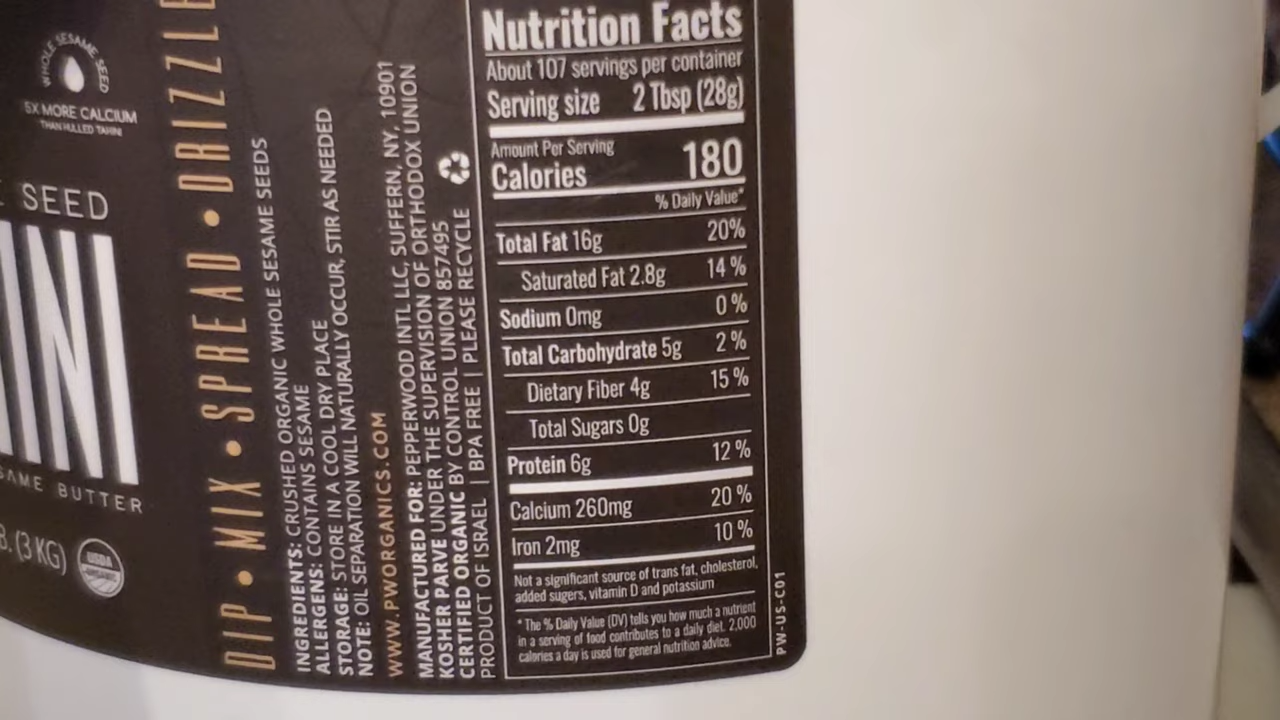 WHOLE SESAME SEED
5X MORE CALCIUM
THAN HULLED TAHINI
SEED
INI
SAME BUTTER
B. (3 KG)
USDA
ORGANIC
DIP • MIX • SPREAD • DRIZZLE
INGREDIENTS: CRUSHED ORGANIC WHOLE SESAME SEEDS
ALLERGENS: CONTAINS SESAME
STORAGE: STORE IN A COOL DRY PLACE
NOTE: OIL SEPARATION WILL NATURALLY OCCUR, STIR AS NEEDED
WWW.PWORGANICS.COM
MANUFACTURED FOR: PEPPERWOOD INTL LLC, SUFFERN, NY, 10901
KOSHER PARVE UNDER THE SUPERVISION OF ORTHODOX UNION
CERTIFIED ORGANIC BY CONTROL UNION 857495
PRODUCT OF ISRAEL | BPA FREE | PLEASE RECYCLE
Nutrition Facts
About 107 servings per container
Serving size 2 Tbsp (28g)
Amount Per Serving
Calories 180
% Daily Value*
Total Fat 16g 20%
Saturated Fat 2.8g 14%
Sodium 0mg 0%
Total Carbohydrate 5g 2%
Dietary Fiber 4g 15%
Total Sugars 0g
Protein 6g 12%
Calcium 260mg 20%
Iron 2mg 10%
Not a significant source of trans fat, cholesterol,
added sugers, vitamin D and potassium
* The % Daily Value (DV) tells you how much a nutrient
in a serving of food contributes to a daily diet. 2,000
calories a day is used for general nutrition advice.
PW-US-C01